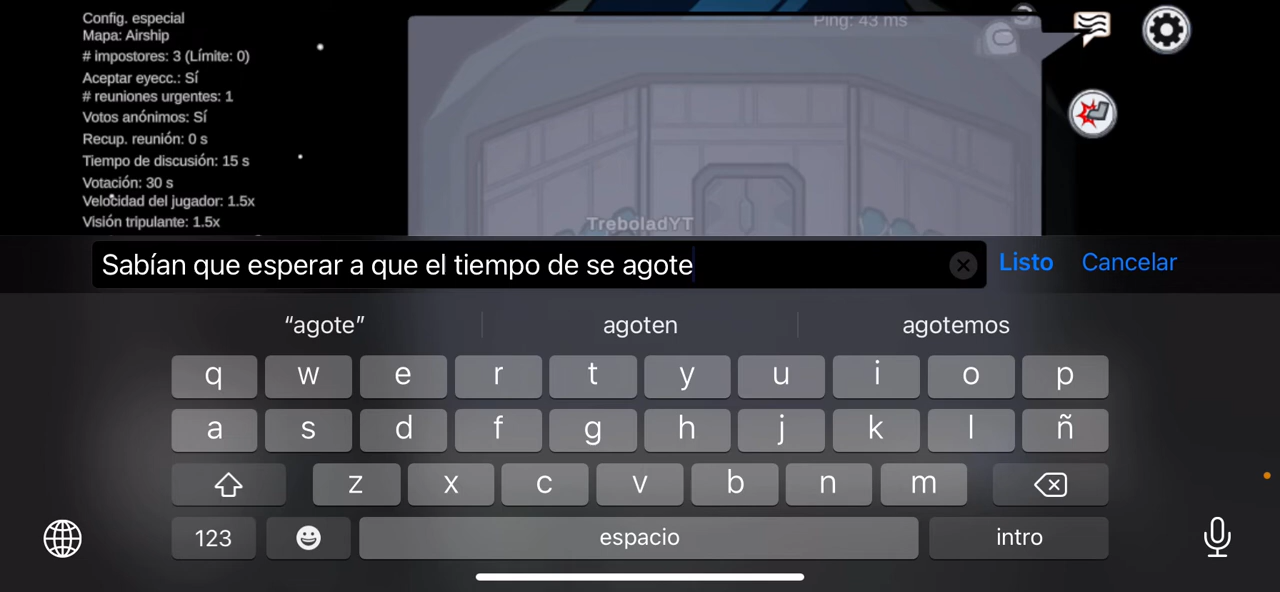 Config. especial
Mapa: Airship
# impostores: 3 (Límite: 0)
Aceptar eyecc.: Sí
# reuniones urgentes: 1
Votos anónimos: Sí
Recup. reunión: 0 s
Tiempo de discusión: 15 s
Votación: 30 s
Velocidad del jugador: 1.5x
Visión tripulante: 1.5x
Ping: 43 ms
TreboladYT
Sabían que esperar a que el tiempo de se agote
Listo
Cancelar
“agote” agoten agotemos
q w e r t y u i o p
a s d f g h j k l ñ
z x c v b n m
123 espacio intro